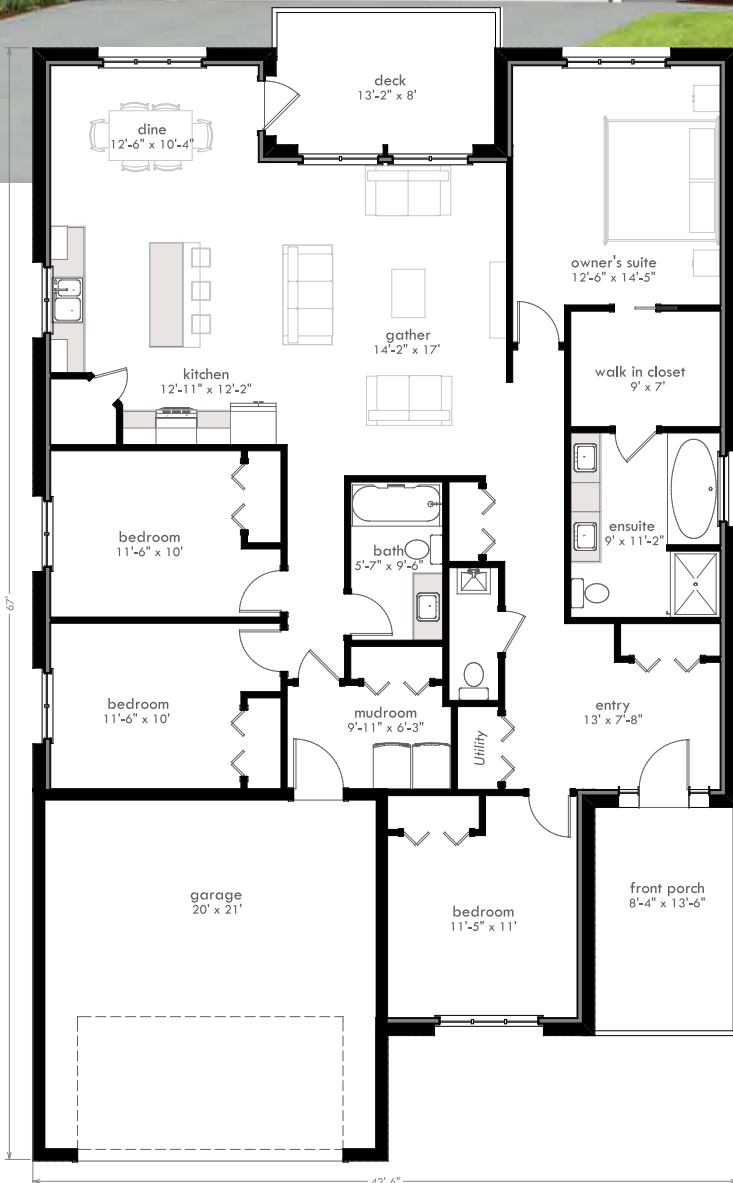 deck
13'-2" x 8'
dine
12'-6" x 10'-4"
owner's suite
12'-6" x 14'-5"
gather
14'-2" x 17'
kitchen
12'-11" x 12'-2"
walk in closet
9' x 7'
ensuite
9' x 11'-2"
bedroom
11'-6" x 10'
bath
5'-7" x 9'-6"
67'
bedroom
11'-6" x 10'
mudroom
9'-11" x 6'-3"
Utility
entry
13' x 7'-8"
garage
20' x 21'
bedroom
11'-5" x 11'
front porch
8'-4" x 13'-6"
42'-6"